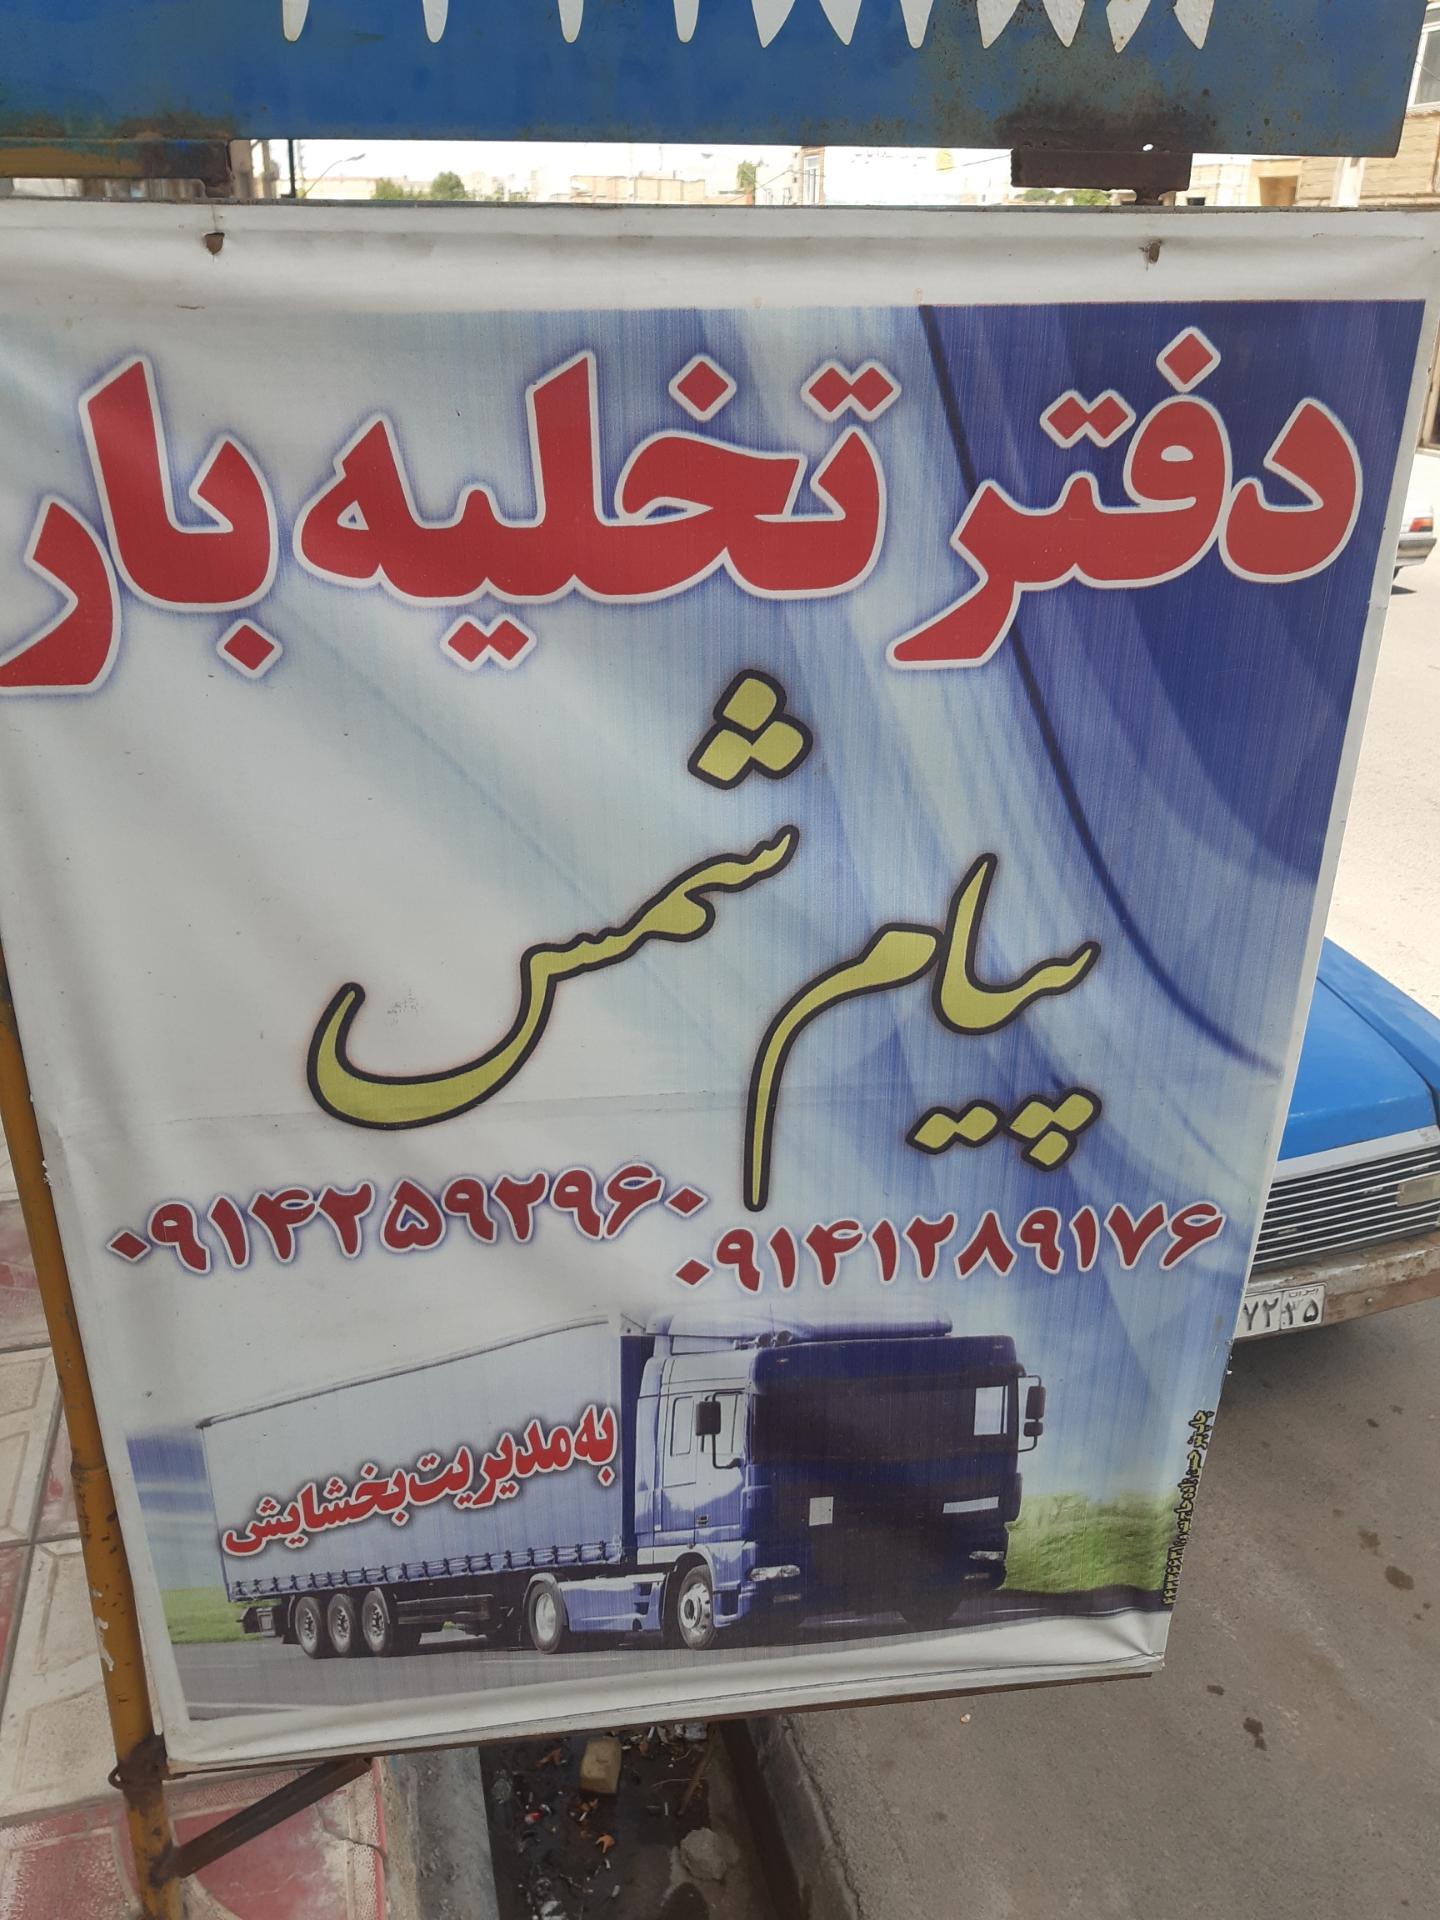 دفتر تخلیه بار
پیام شمس
۰۹۱۴۲۵۹۲۹۶۰
۰۹۱۴۱۲۸۹۱۷۶
به مدیریت بخشایش